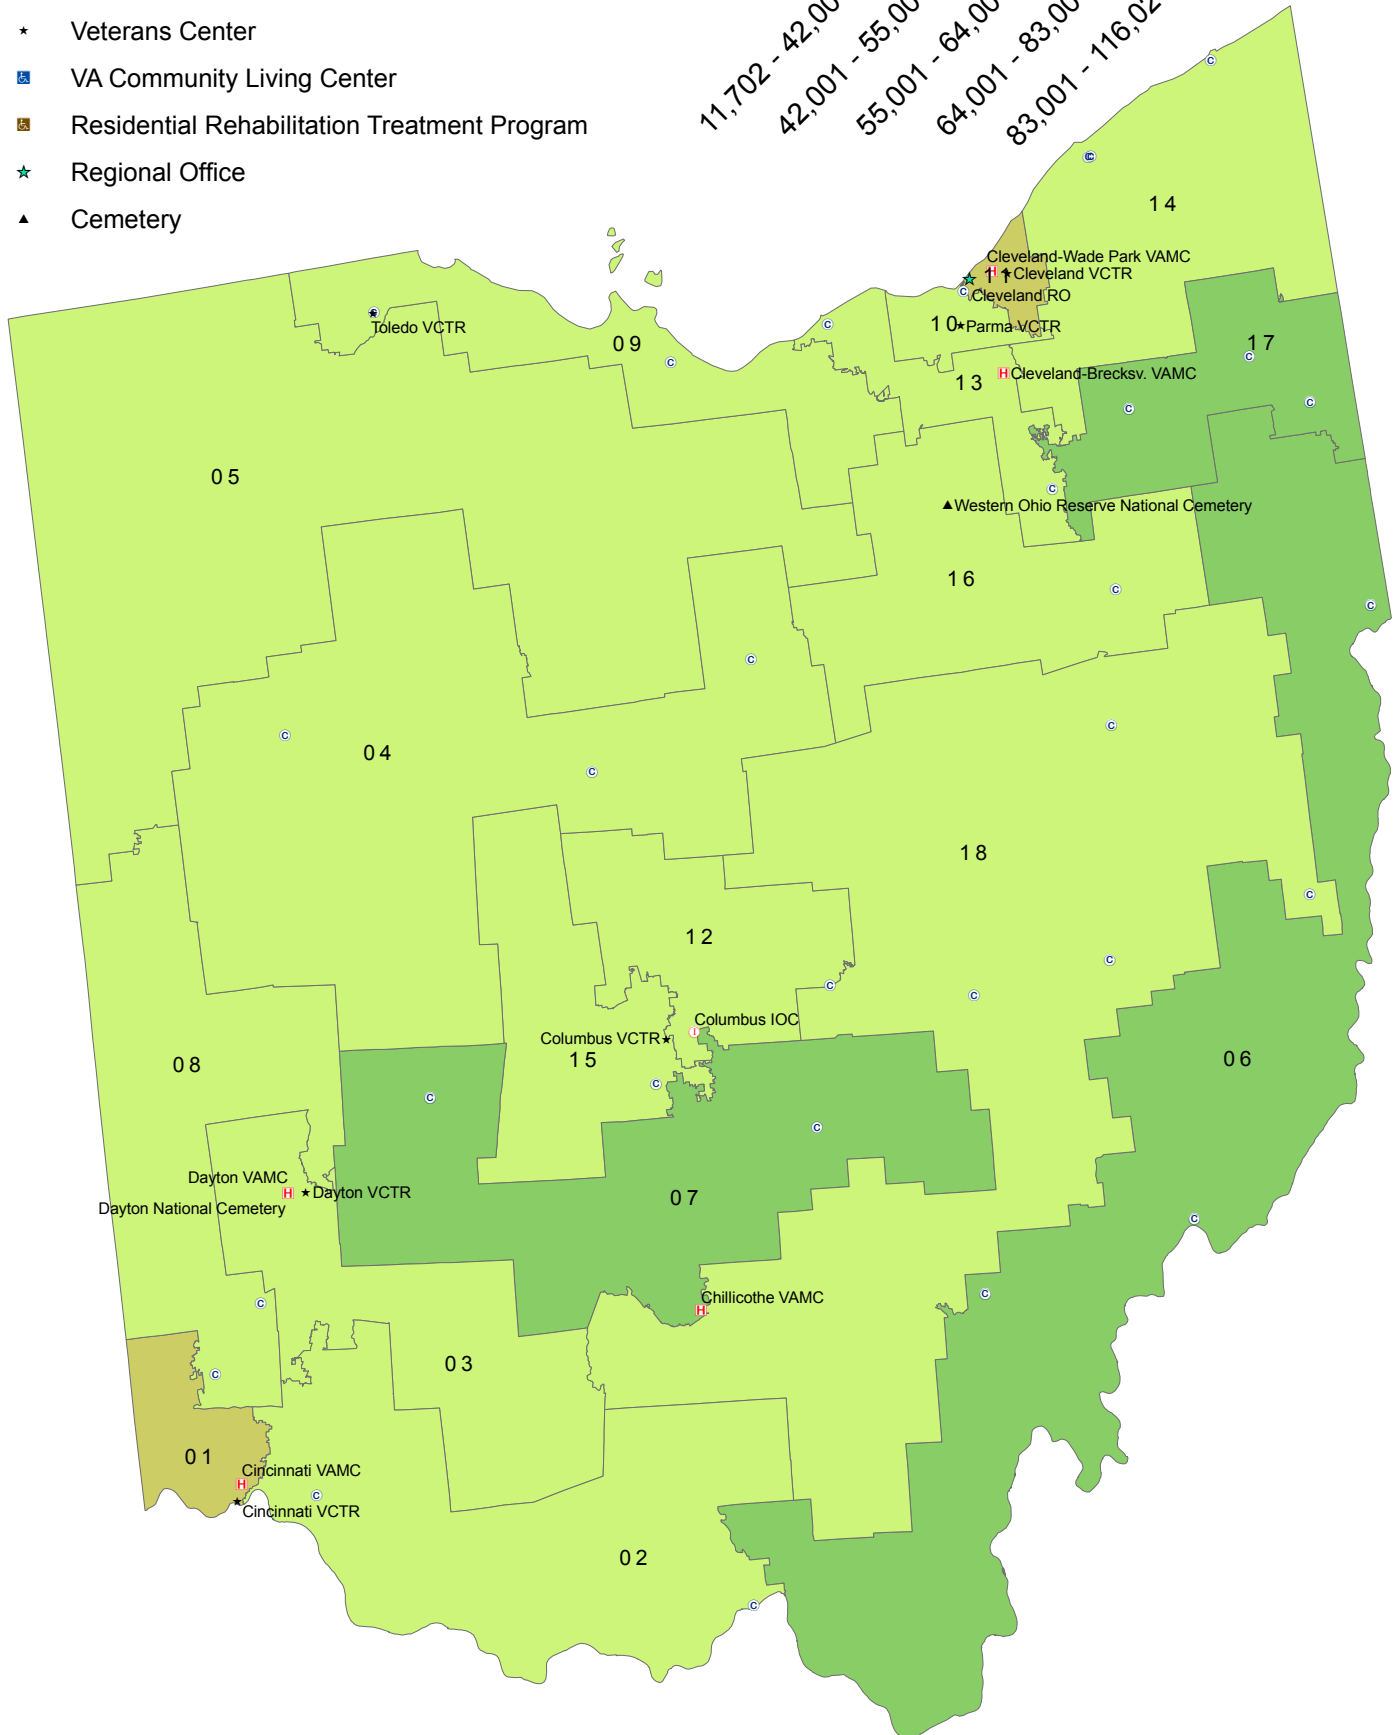 Veterans Center
VA Community Living Center
Residential Rehabilitation Treatment Program
Regional Office
Cemetery
11,702 - 42,00
42,001 - 55,00
55,001 - 64,00
64,001 - 83,00
83,001 - 116,02
C
C
14
Cleveland-Wade Park VAMC
H
11
Cleveland VCTR
C
Cleveland RO
C
Toledo VCTR
09
C
C
10
Parma VCTR
17
C
13
H
Cleveland-Brecksv. VAMC
C
C
05
C
Western Ohio Reserve National Cemetery
16
C
C
C
C
04
C
C
18
C
12
C
C
C
I
Columbus IOC
Columbus VCTR
15
08
06
C
C
C
Dayton VAMC
H
Dayton VCTR
Dayton National Cemetery
07
C
C
C
Chillicothe VAMC
H
03
C
01
Cincinnati VAMC
H
C
Cincinnati VCTR
02
C